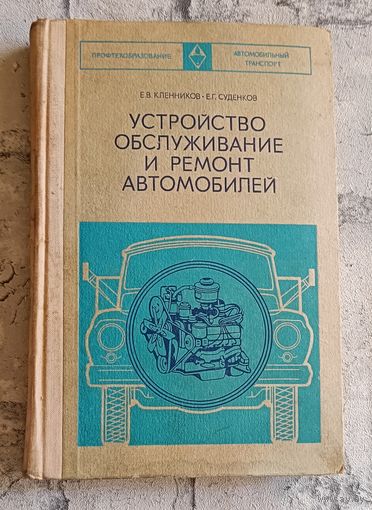 ПРОФТЕХОБРАЗОВАНИЕ
АВТОМОБИЛЬНЫЙ
ТРАНСПОРТ
Е.В. КЛЕННИКОВ · Е.Г. СУДЕНКОВ
УСТРОЙСТВО
ОБСЛУЖИВАНИЕ
И РЕМОНТ
АВТОМОБИЛЕЙ